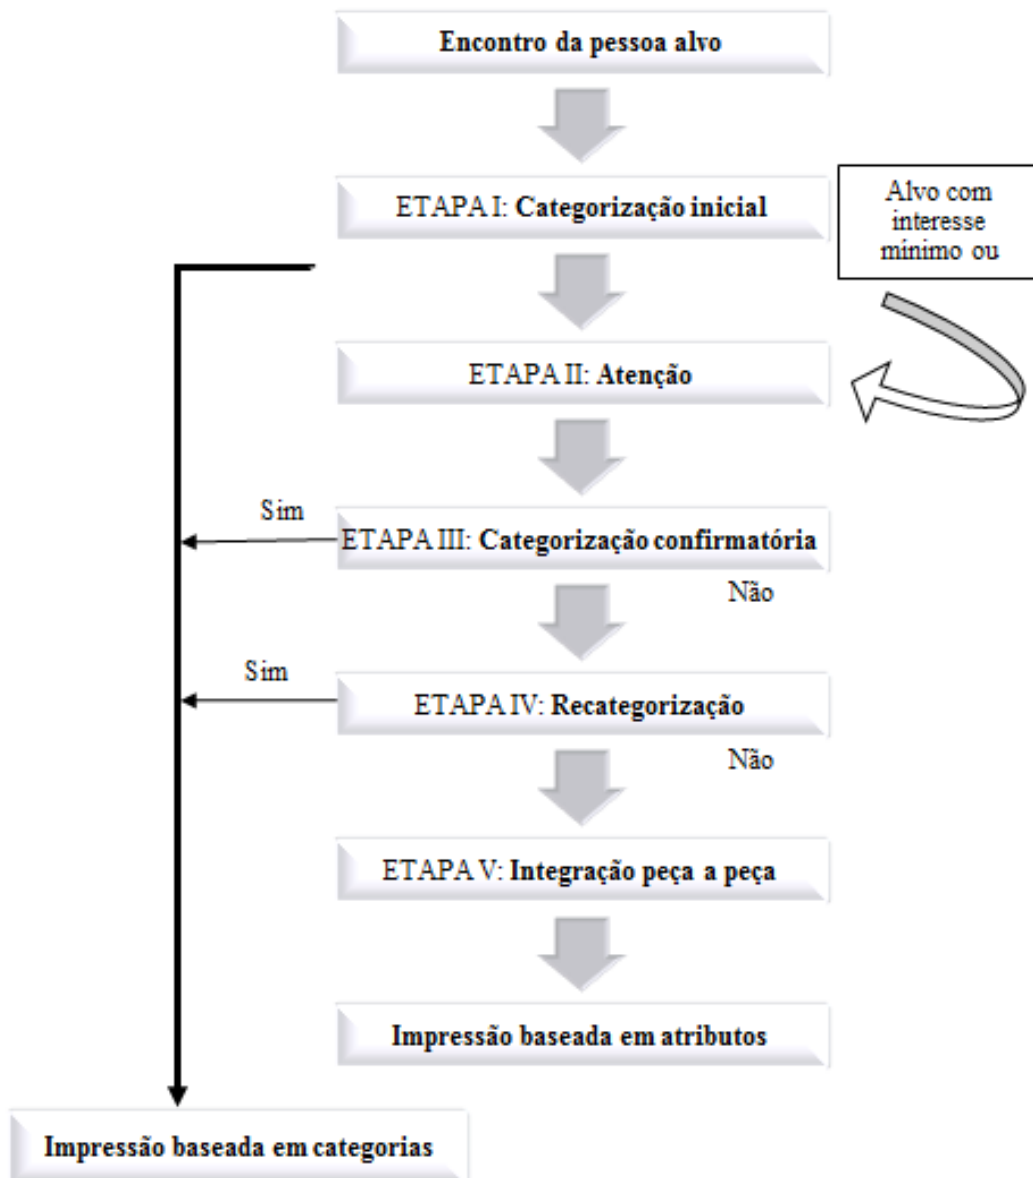 Encontro da pessoa alvo
ETAPA I: Categorização inicial
Alvo com
interesse
mínimo ou
ETAPA II: Atenção
Sim
ETAPA III: Categorização confirmatória
Não
Sim
ETAPA IV: Recategorização
Não
ETAPA V: Integração peça a peça
Impressão baseada em atributos
Impressão baseada em categorias